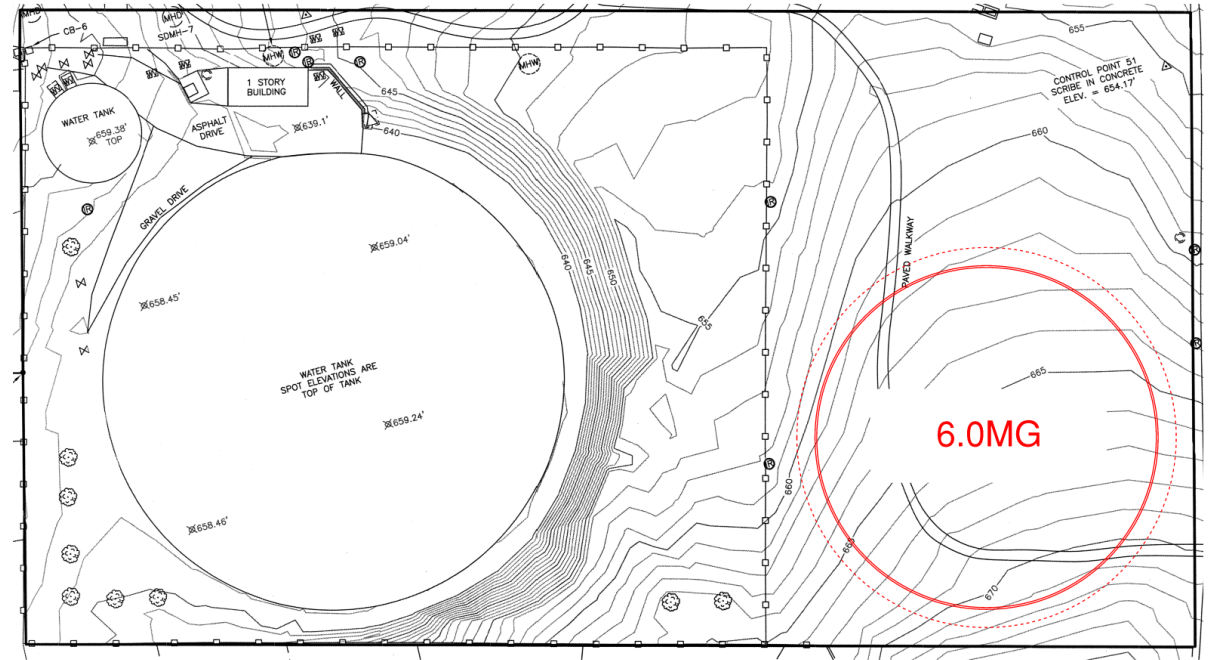 MHD
CB-6
MHD
SDMH-7
MHW
MHW
655
CONTROL POINT 51
SCRIBE IN CONCRETE
ELEV. = 654.17'
1 STORY
BUILDING
WALL
645
640
WATER TANK
659.38'
TOP
ASPHALT
DRIVE
639.1'
660
GRAVEL DRIVE
659.04'
640
645
650
PAVED WALKWAY
658.45'
655
WATER TANK
SPOT ELEVATIONS ARE
TOP OF TANK
665
659.24'
6.0MG
660
658.46'
665
670